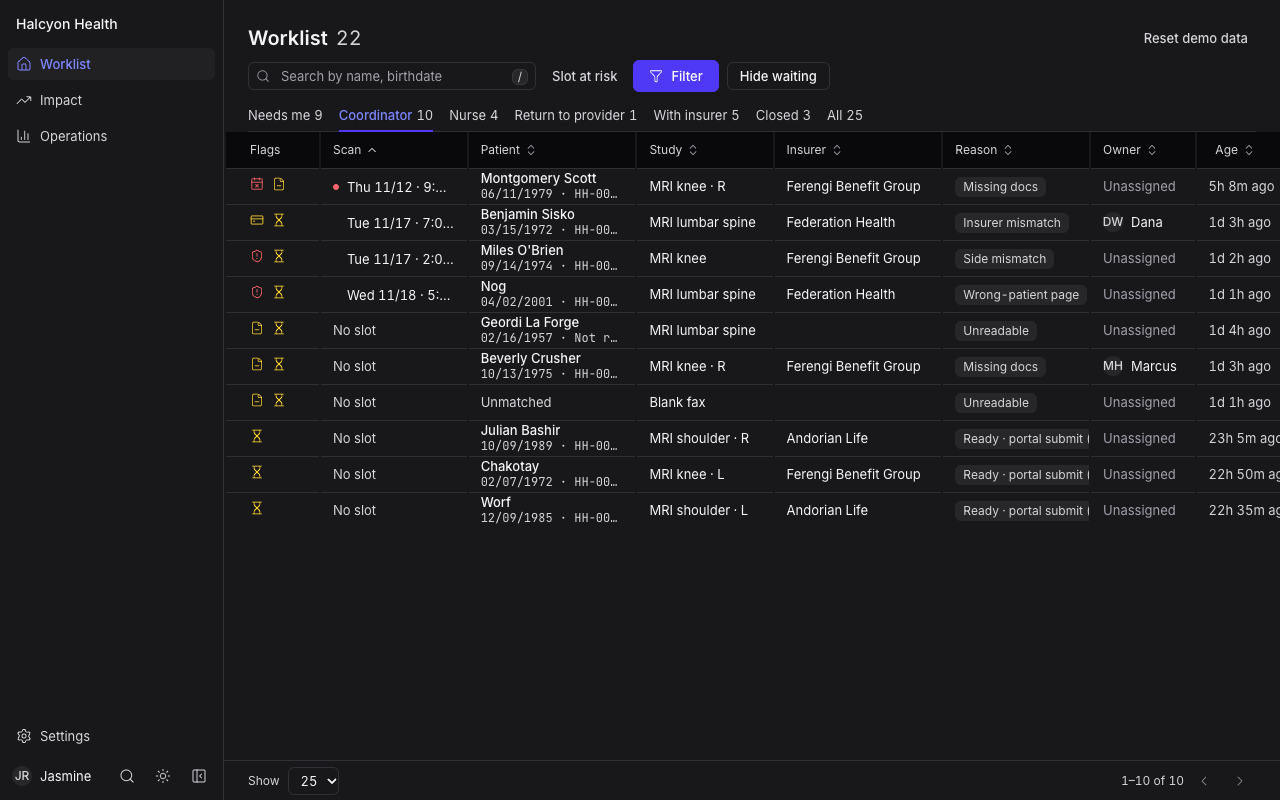 Halcyon Health
Worklist
Impact
Operations
Settings
JR Jasmine
Worklist 22
Reset demo data
Search by name, birthdate /
Slot at risk
Filter
Hide waiting
Needs me 9 Coordinator 10 Nurse 4 Return to provider 1 With insurer 5 Closed 3 All 25
Flags Scan Patient Study Insurer Reason Owner Age
Thu 11/12 · 9:… Montgomery Scott MRI knee · R Ferengi Benefit Group Missing docs Unassigned 5h 8m ago
06/11/1979 · HH-00…
Tue 11/17 · 7:0… Benjamin Sisko MRI lumbar spine Federation Health Insurer mismatch DW Dana 1d 3h ago
03/15/1972 · HH-00…
Tue 11/17 · 2:0… Miles O'Brien MRI knee Ferengi Benefit Group Side mismatch Unassigned 1d 2h ago
09/14/1974 · HH-00…
Wed 11/18 · 5:… Nog MRI lumbar spine Federation Health Wrong-patient page Unassigned 1d 1h ago
04/02/2001 · HH-00…
No slot Geordi La Forge MRI lumbar spine Unreadable Unassigned 1d 4h ago
02/16/1957 · Not r…
No slot Beverly Crusher MRI knee · R Ferengi Benefit Group Missing docs MH Marcus 1d 3h ago
10/13/1975 · HH-00…
No slot Unmatched Blank fax Unreadable Unassigned 1d 1h ago
No slot Julian Bashir MRI shoulder · R Andorian Life Ready · portal submit ( Unassigned 23h 5m ago
10/09/1989 · HH-00…
No slot Chakotay MRI knee · L Ferengi Benefit Group Ready · portal submit ( Unassigned 22h 50m ag
02/07/1972 · HH-00…
No slot Worf MRI shoulder · L Andorian Life Ready · portal submit ( Unassigned 22h 35m ag
12/09/1985 · HH-00…
Show 25
1–10 of 10